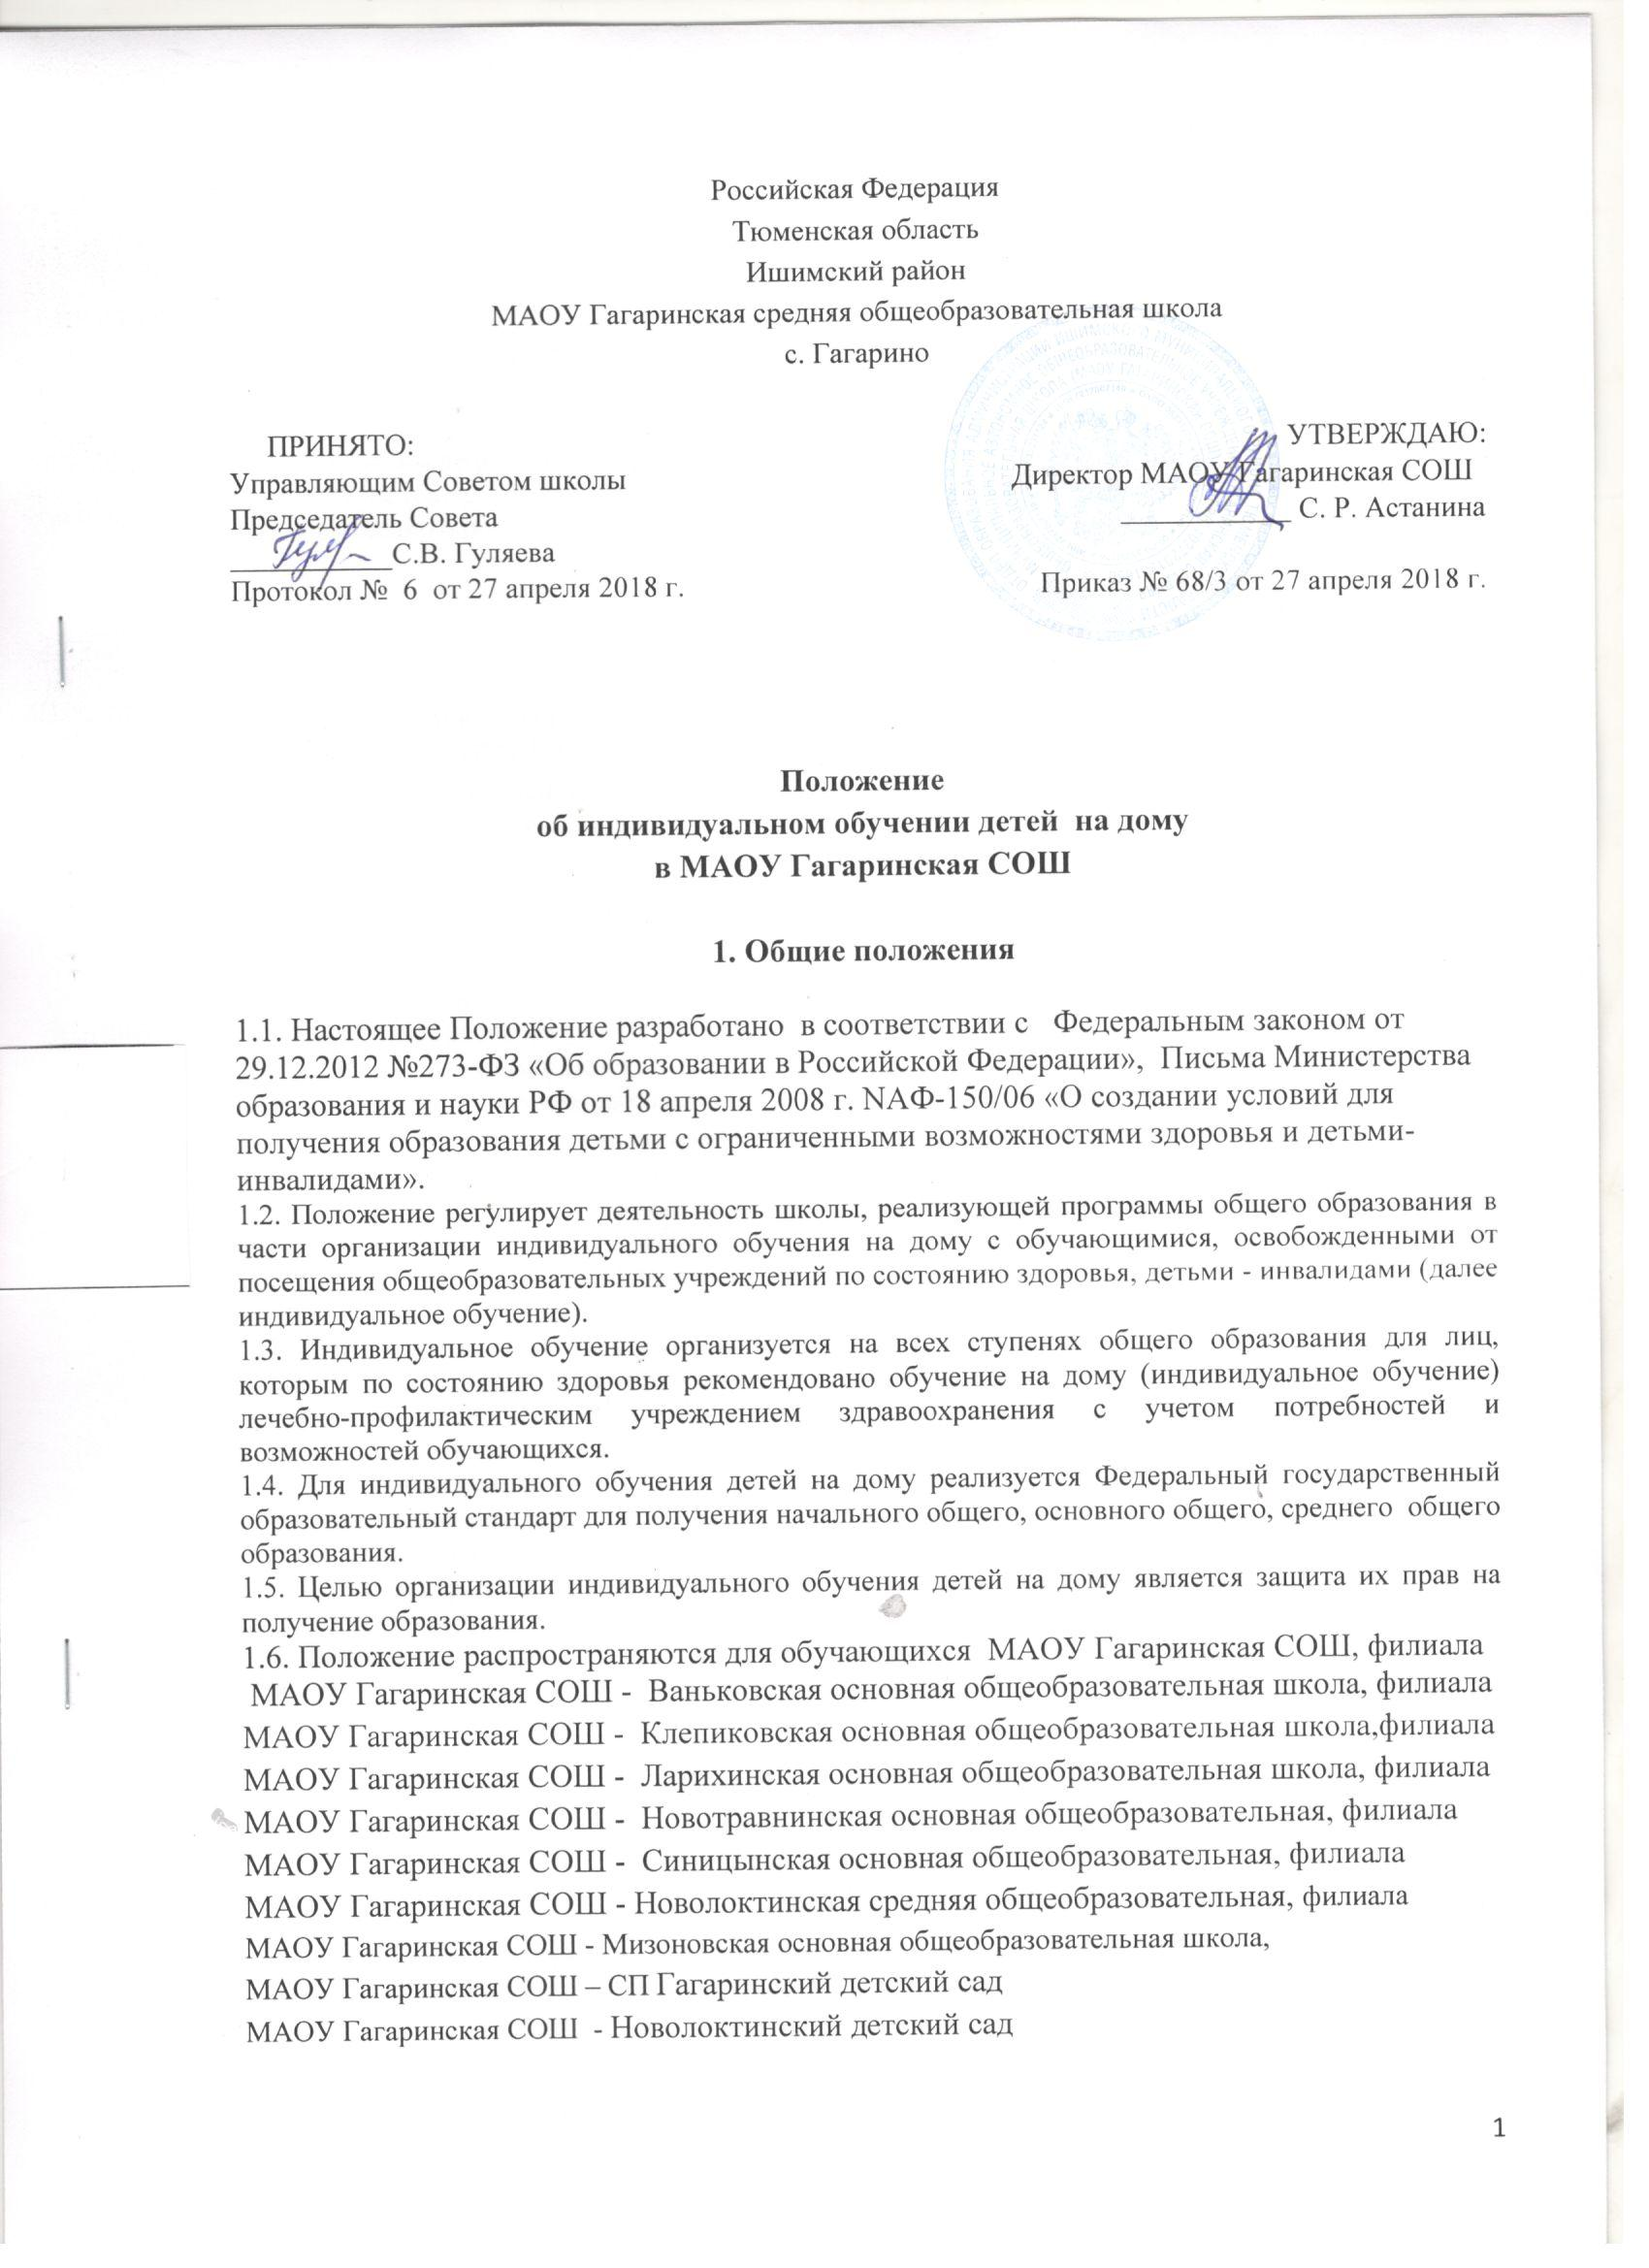 Российская Федерация
Тюменская область
Ишимский район
МАОУ Гагаринская средняя общеобразовательная школа
с. Гагарино
ПРИНЯТО:
Управляющим Советом школы
Председатель Совета
____________С.В. Гуляева
Протокол № 6 от 27 апреля 2018 г.
УТВЕРЖДАЮ:
Директор МАОУ Гагаринская СОШ
____________ С. Р. Астанина
Приказ № 68/3 от 27 апреля 2018 г.
Положение
об индивидуальном обучении детей на дому
в МАОУ Гагаринская СОШ
1. Общие положения
1.1. Настоящее Положение разработано в соответствии с Федеральным законом от
29.12.2012 №273-ФЗ «Об образовании в Российской Федерации», Письма Министерства
образования и науки РФ от 18 апреля 2008 г. NАФ-150/06 «О создании условий для
получения образования детьми с ограниченными возможностями здоровья и детьми-
инвалидами».
1.2. Положение регулирует деятельность школы, реализующей программы общего образования в
части организации индивидуального обучения на дому с обучающимися, освобожденными от
посещения общеобразовательных учреждений по состоянию здоровья, детьми - инвалидами (далее
индивидуальное обучение).
1.3. Индивидуальное обучение организуется на всех ступенях общего образования для лиц,
которым по состоянию здоровья рекомендовано обучение на дому (индивидуальное обучение)
лечебно-профилактическим учреждением здравоохранения с учетом потребностей и
возможностей обучающихся.
1.4. Для индивидуального обучения детей на дому реализуется Федеральный государственный
образовательный стандарт для получения начального общего, основного общего, среднего общего
образования.
1.5. Целью организации индивидуального обучения детей на дому является защита их прав на
получение образования.
1.6. Положение распространяются для обучающихся МАОУ Гагаринская СОШ, филиала
МАОУ Гагаринская СОШ - Ваньковская основная общеобразовательная школа, филиала
МАОУ Гагаринская СОШ - Клепиковская основная общеобразовательная школа,филиала
МАОУ Гагаринская СОШ - Ларихинская основная общеобразовательная школа, филиала
МАОУ Гагаринская СОШ - Новотравнинская основная общеобразовательная, филиала
МАОУ Гагаринская СОШ - Синицынская основная общеобразовательная, филиала
МАОУ Гагаринская СОШ - Новолоктинская средняя общеобразовательная, филиала
МАОУ Гагаринская СОШ - Мизоновская основная общеобразовательная школа,
МАОУ Гагаринская СОШ – СП Гагаринский детский сад
МАОУ Гагаринская СОШ - Новолоктинский детский сад
1